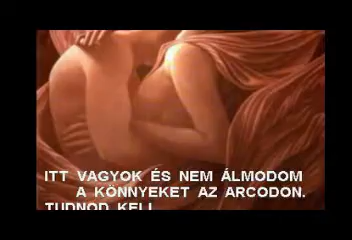 ITT VAGYOK ÉS NEM ÁLMODOM
A KÖNNYEKET AZ ARCODON.
TUDNOD KELL